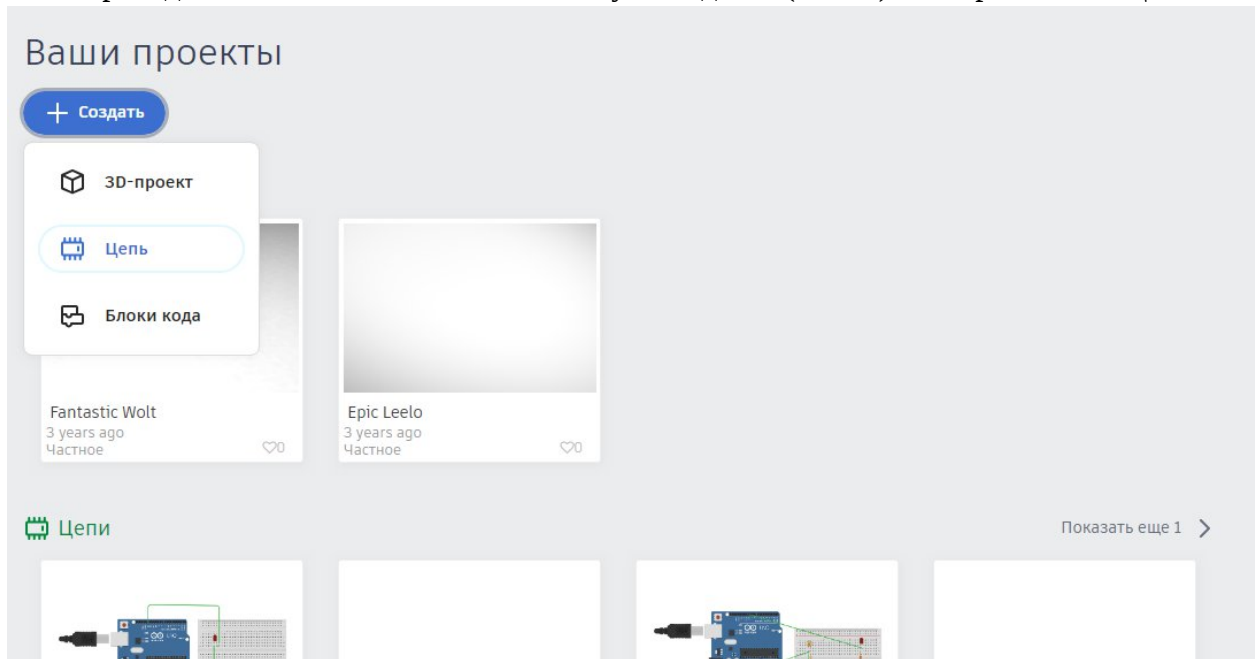 Ваши проекты
+ Создать
3D-проект
Цепь
Блоки кода
Fantastic Wolt
3 years ago
Частное
0
Epic Leelo
3 years ago
Частное
0
Цепи
Показать еще 1 >